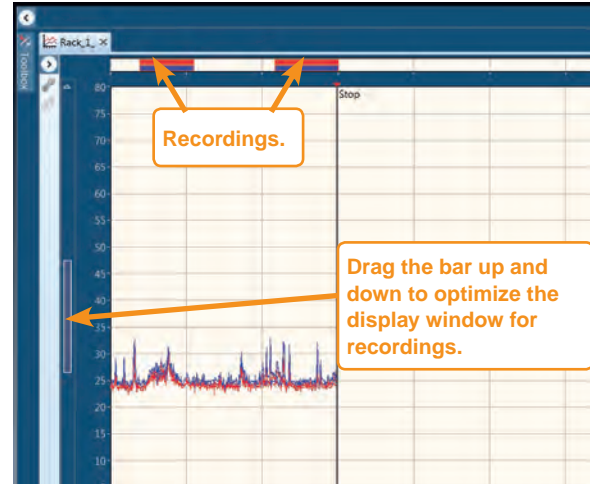 Rack_1_
Toolbox
80
Stop
75
Recordings.
70
65
60
55
50
Drag the bar up and
down to optimize the
display window for
recordings.
45
40
35
30
25
20
15
10